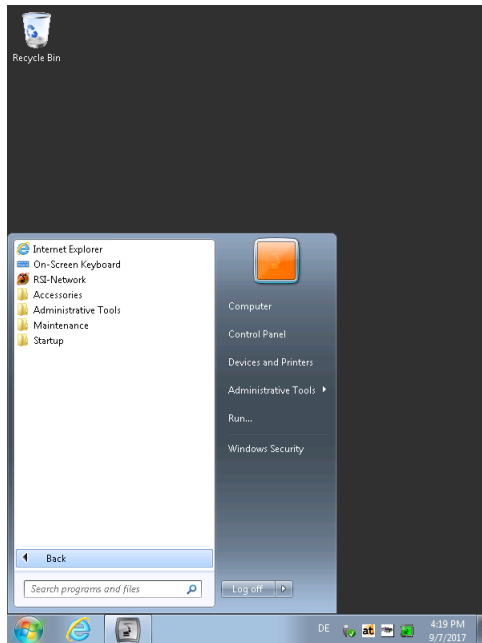 Recycle Bin
Internet Explorer
On-Screen Keyboard
RSI-Network
Accessories
Administrative Tools
Maintenance
Startup
Back
Search programs and files
Computer
Control Panel
Devices and Printers
Administrative Tools
Run...
Windows Security
Log off
DE
at
4:19 PM
9/7/2017